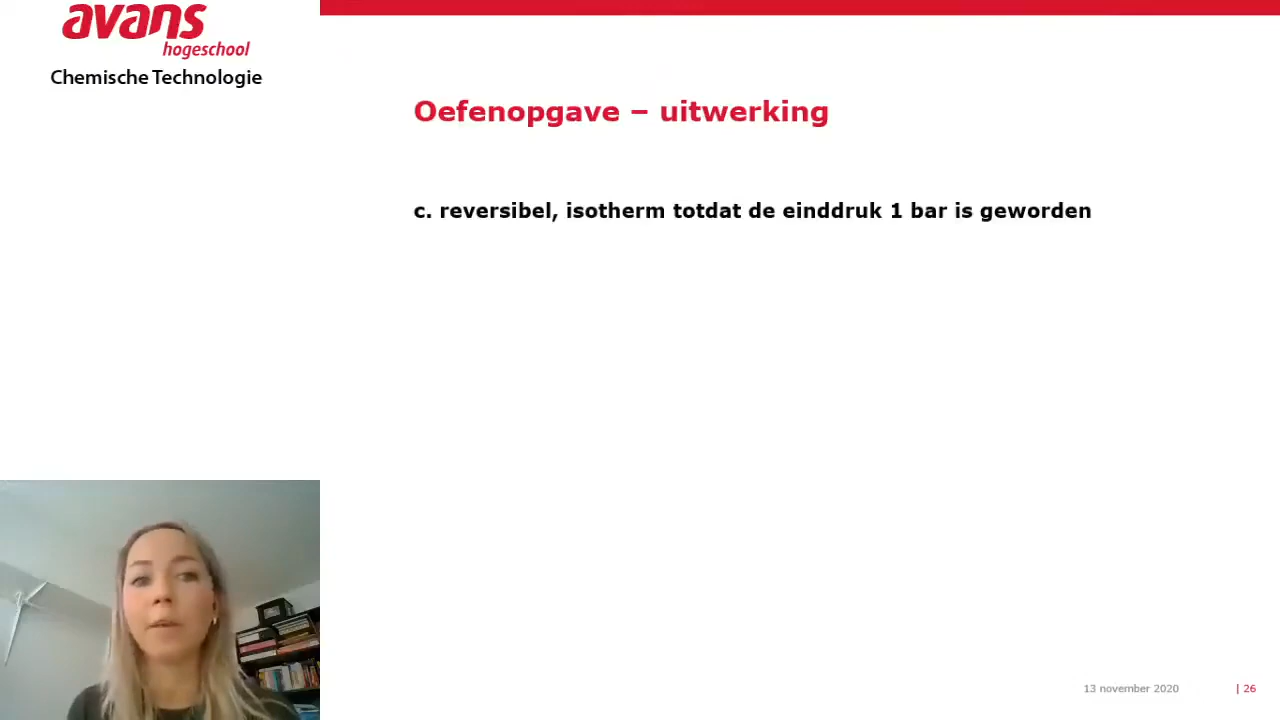 avans
hogeschool
Chemische Technologie
Oefenopgave – uitwerking
c. reversibel, isotherm totdat de einddruk 1 bar is geworden
13 november 2020 | 26